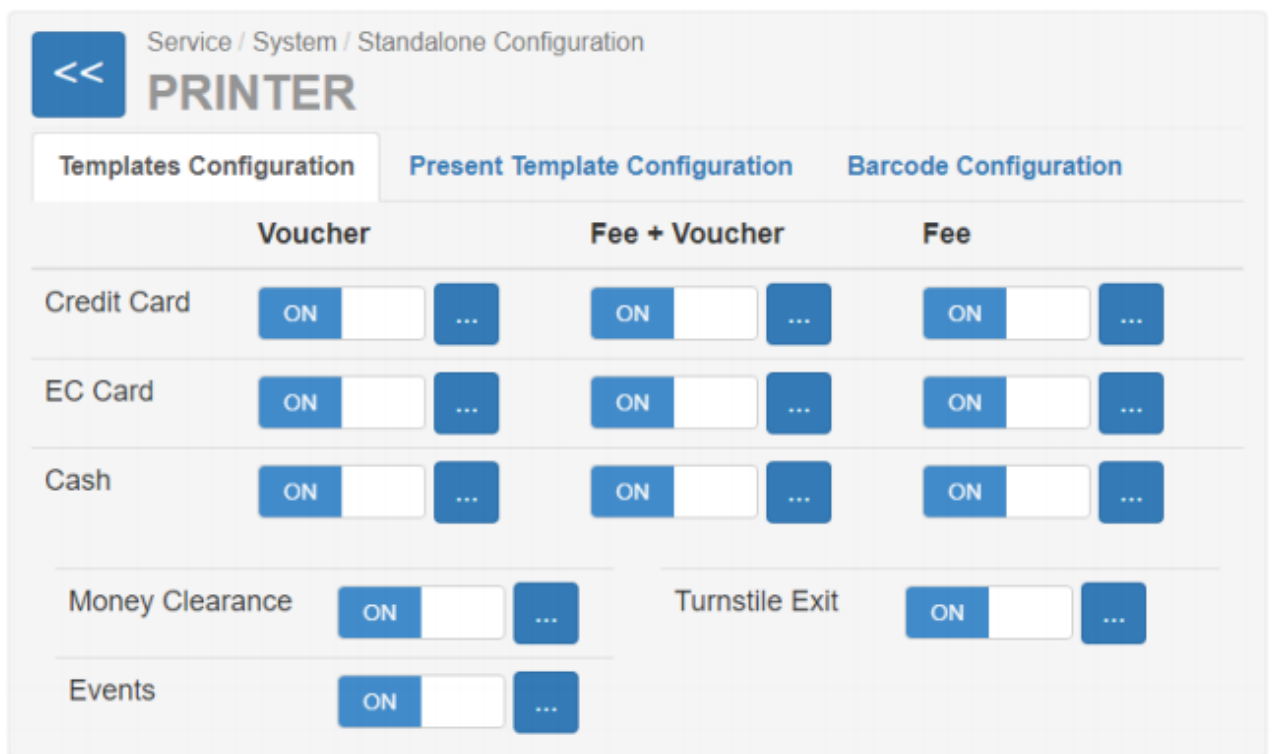 << Service / System / Standalone Configuration
PRINTER
Templates Configuration Present Template Configuration Barcode Configuration
Voucher Fee + Voucher Fee
Credit Card ON ... ON ... ON ...
EC Card ON ... ON ... ON ...
Cash ON ... ON ... ON ...
Money Clearance ON ... Turnstile Exit ON ...
Events ON ...